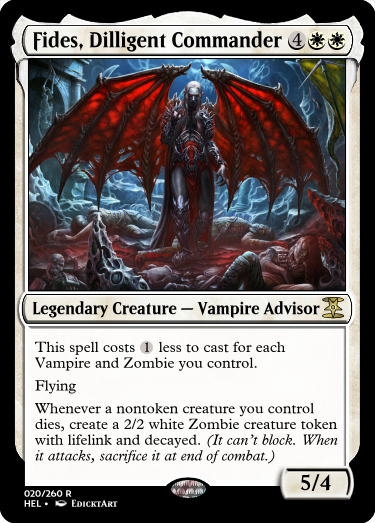 Fides, Dilligent Commander 4
Legendary Creature — Vampire Advisor
This spell costs 1 less to cast for each
Vampire and Zombie you control.
Flying
Whenever a nontoken creature you control
dies, create a 2/2 white Zombie creature token
with lifelink and decayed. (It can't block. When
it attacks, sacrifice it at end of combat.)
5/4
020/260 R
HEL • EdicktArt